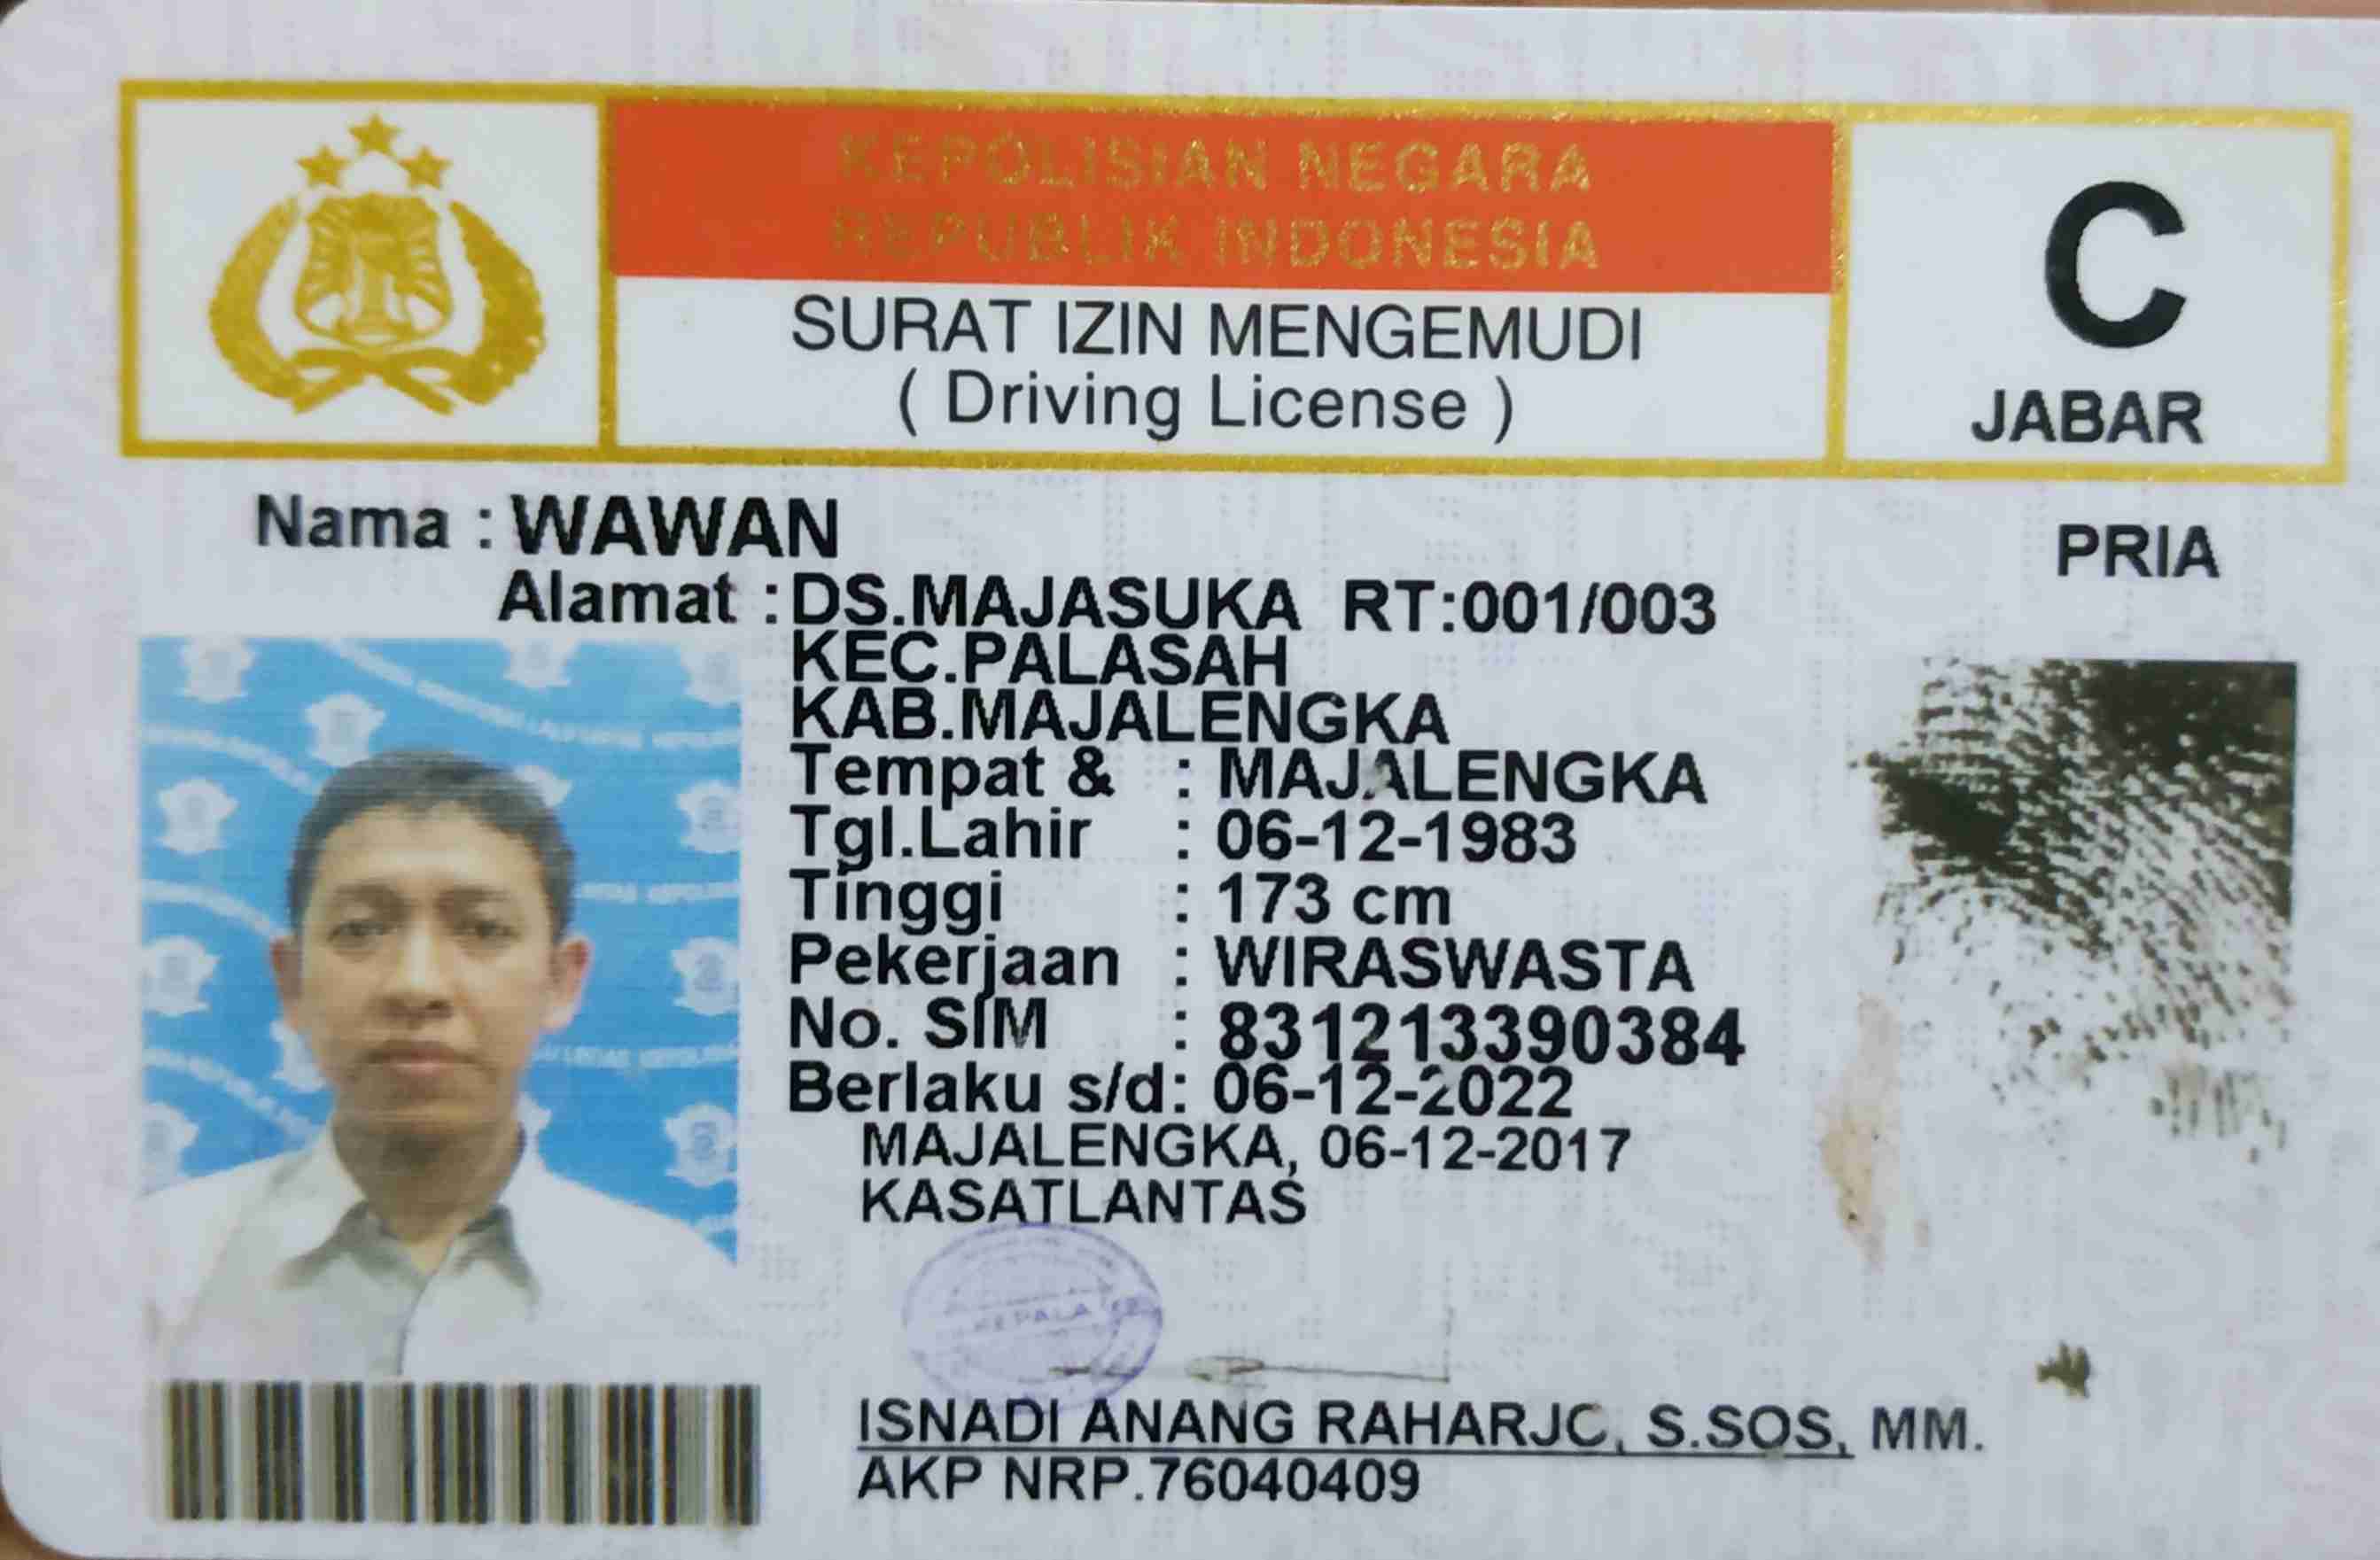 KEPOLISIAN NEGARA
REPUBLIK INDONESIA
SURAT IZIN MENGEMUDI
( Driving License )
C
JABAR
Nama : WAWAN
PRIA
Alamat : DS.MAJASUKA RT:001/003
KEC.PALASAH
KAB.MAJALENGKA
Tempat & : MAJALENGKA
Tgl.Lahir : 06-12-1983
Tinggi : 173 cm
Pekerjaan : WIRASWASTA
No. SIM : 831213390384
Berlaku s/d: 06-12-2022
MAJALENGKA, 06-12-2017
KASATLANTAS
KEPALA
ISNADI ANANG RAHARJO, S.SOS, MM.
AKP NRP.76040409